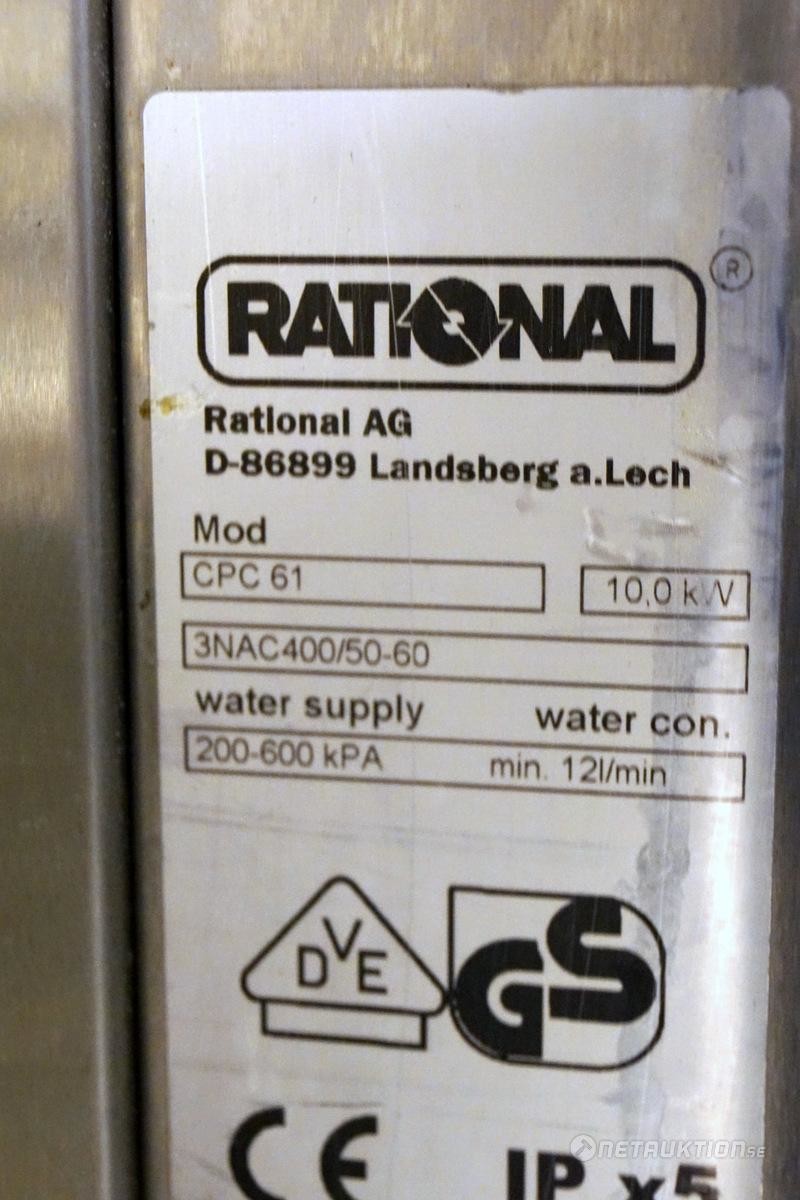 RATIONAL ®
Rational AG
D-86899 Landsberg a.Lech
Mod
CPC 61 10,0 kW
3NAC400/50-60
water supply water con.
200-600 kPA min. 12l/min
DVE GS
CE IP x5
NETAUKTION.SE